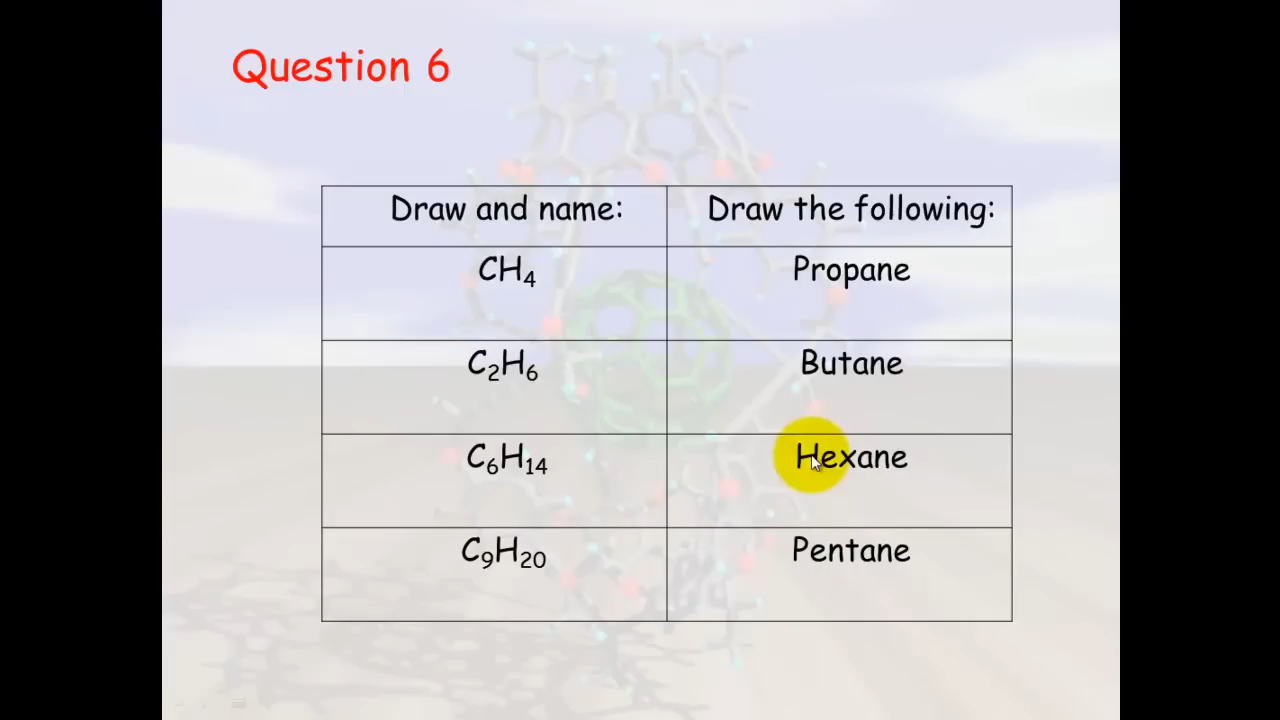 Question 6
Draw and name: Draw the following:
CH₄ Propane
C₂H₆ Butane
C₆H₁₄ Hexane
C₉H₂₀ Pentane